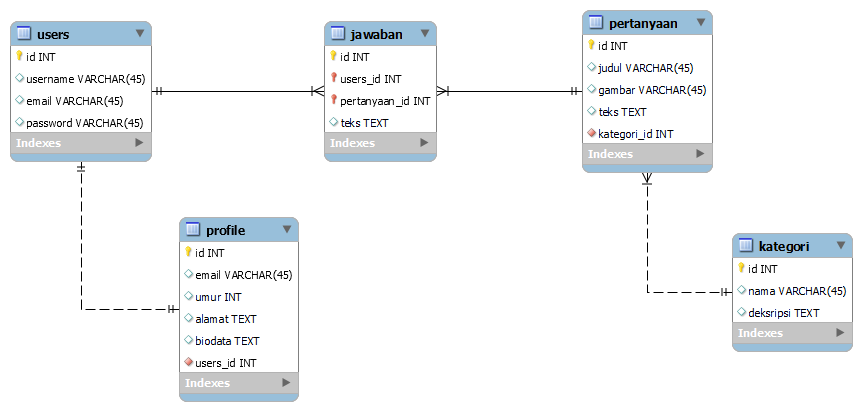 users
id INT
username VARCHAR(45)
email VARCHAR(45)
password VARCHAR(45)
Indexes
jawaban
id INT
users_id INT
pertanyaan_id INT
teks TEXT
Indexes
pertanyaan
id INT
judul VARCHAR(45)
gambar VARCHAR(45)
teks TEXT
kategori_id INT
Indexes
profile
id INT
email VARCHAR(45)
umur INT
alamat TEXT
biodata TEXT
users_id INT
Indexes
kategori
id INT
nama VARCHAR(45)
deksripsi TEXT
Indexes